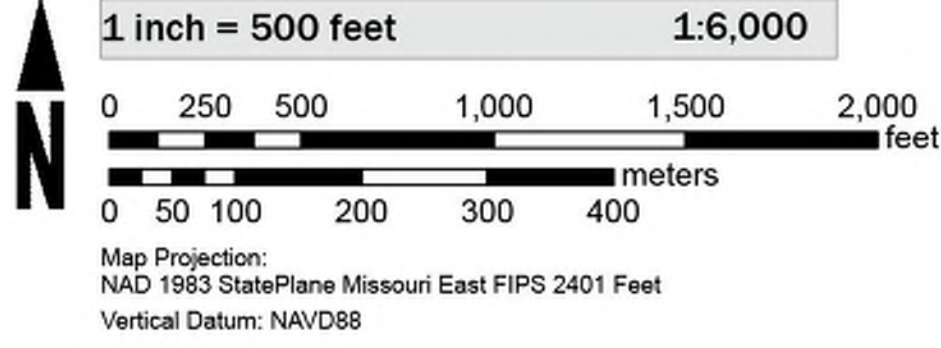 1 inch = 500 feet 1:6,000
0 250 500 1,000 1,500 2,000
feet
meters
0 50 100 200 300 400
N
Map Projection:
NAD 1983 StatePlane Missouri East FIPS 2401 Feet
Vertical Datum: NAVD88